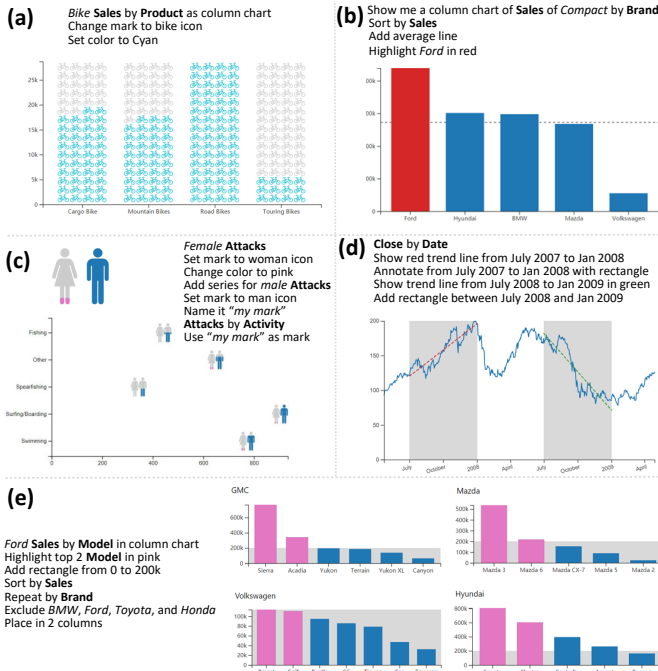 (a)
Bike Sales by Product as column chart
Change mark to bike icon
Set color to Cyan
25k
20k
15k
10k
5k
0
Cargo Bike Mountain Bikes Road Bikes Touring Bikes
(b)
Show me a column chart of Sales of Compact by Brand
Sort by Sales
Add average line
Highlight Ford in red
00k
00k
00k
0
Ford Hyundai BMW Mazda Volkswagen
(c)
Female Attacks
Set mark to woman icon
Change color to pink
Add series for male Attacks
Set mark to man icon
Name it “my mark”
Attacks by Activity
Use “my mark” as mark
Fishing
Other
Spearfishing
Surfing/Boarding
Swimming
0 200 400 600 800
(d)
Close by Date
Show red trend line from July 2007 to Jan 2008
Annotate from July 2007 to Jan 2008 with rectangle
Show trend line from July 2008 to Jan 2009 in green
Add rectangle between July 2008 and Jan 2009
200
150
100
50
0
July October 2008 April July October 2009 April
(e)
Ford Sales by Model in column chart
Highlight top 2 Model in pink
Add rectangle from 0 to 200k
Sort by Sales
Repeat by Brand
Exclude BMW, Ford, Toyota, and Honda
Place in 2 columns
GMC
600k
400k
200k
0
Sierra Acadia Yukon Terrain Yukon XL Canyon
Mazda
500k
400k
300k
200k
100k
0
Mazda 3 Mazda 6 Mazda CX-7 Mazda 5 Mazda 2
Volkswagen
100k
80k
60k
40k
20k
0
Hyundai
800k
600k
400k
200k
0